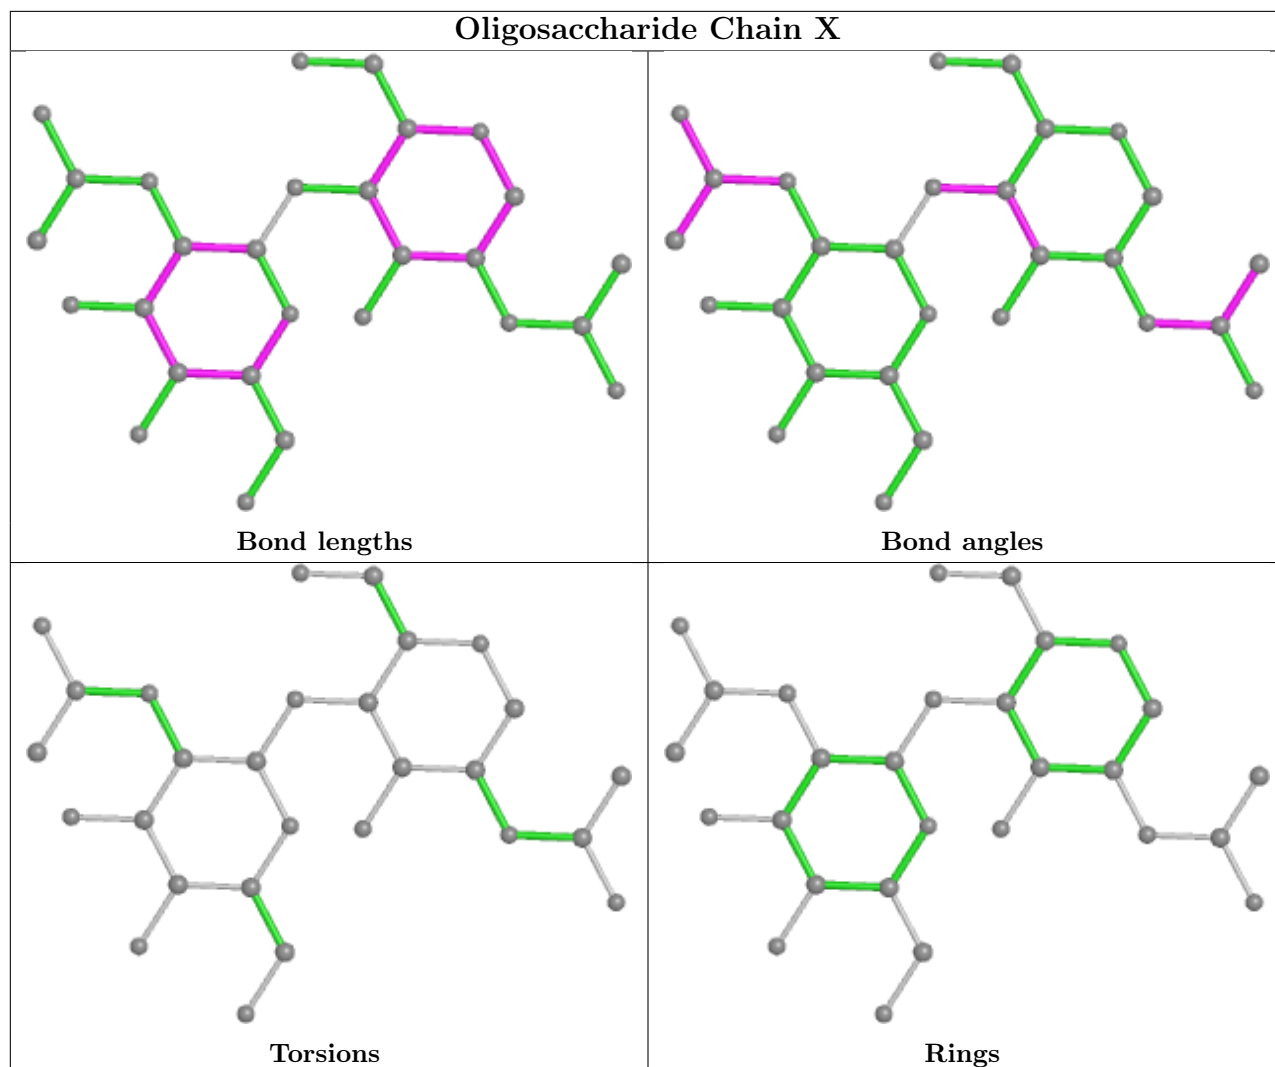 Oligosaccharide Chain X
Bond lengths
Bond angles
Torsions
Rings